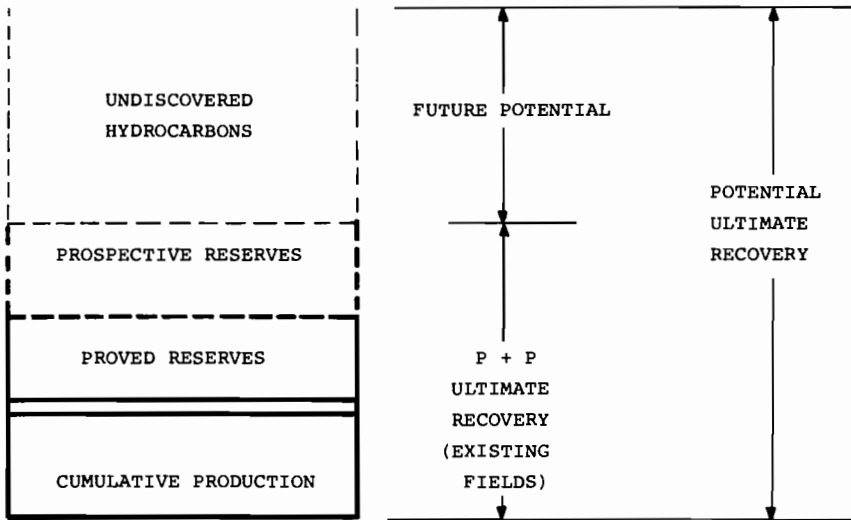 UNDISCOVERED
HYDROCARBONS
PROSPECTIVE RESERVES
PROVED RESERVES
CUMULATIVE PRODUCTION
FUTURE POTENTIAL
P + P
ULTIMATE
RECOVERY
(EXISTING
FIELDS)
POTENTIAL
ULTIMATE
RECOVERY